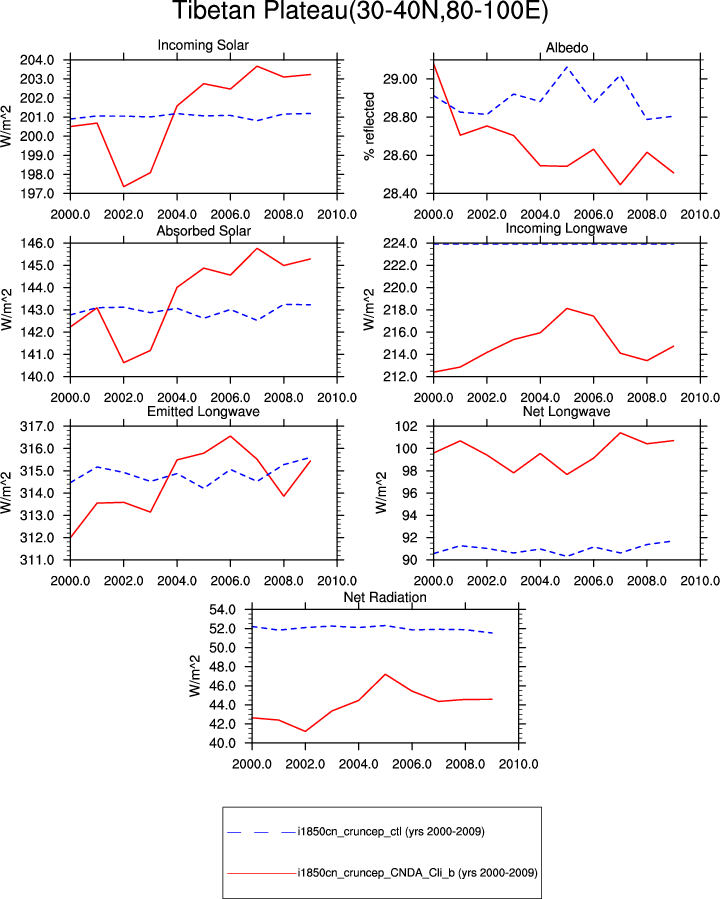 Tibetan Plateau(30-40N,80-100E)
Incoming Solar
W/m^2
204.0
203.0
202.0
201.0
200.0
199.0
198.0
197.0
2000.0 2002.0 2004.0 2006.0 2008.0 2010.0
Albedo
% reflected
29.00
28.80
28.60
28.40
2000.0 2002.0 2004.0 2006.0 2008.0 2010.0
Absorbed Solar
W/m^2
146.0
145.0
144.0
143.0
142.0
141.0
140.0
2000.0 2002.0 2004.0 2006.0 2008.0 2010.0
Incoming Longwave
W/m^2
224.0
222.0
220.0
218.0
216.0
214.0
212.0
2000.0 2002.0 2004.0 2006.0 2008.0 2010.0
Emitted Longwave
W/m^2
317.0
316.0
315.0
314.0
313.0
312.0
311.0
2000.0 2002.0 2004.0 2006.0 2008.0 2010.0
Net Longwave
W/m^2
102
100
98
96
94
92
90
2000.0 2002.0 2004.0 2006.0 2008.0 2010.0
Net Radiation
W/m^2
54.0
52.0
50.0
48.0
46.0
44.0
42.0
40.0
2000.0 2002.0 2004.0 2006.0 2008.0 2010.0
i1850cn_cruncep_ctl (yrs 2000-2009)
i1850cn_cruncep_CNDA_Cli_b (yrs 2000-2009)